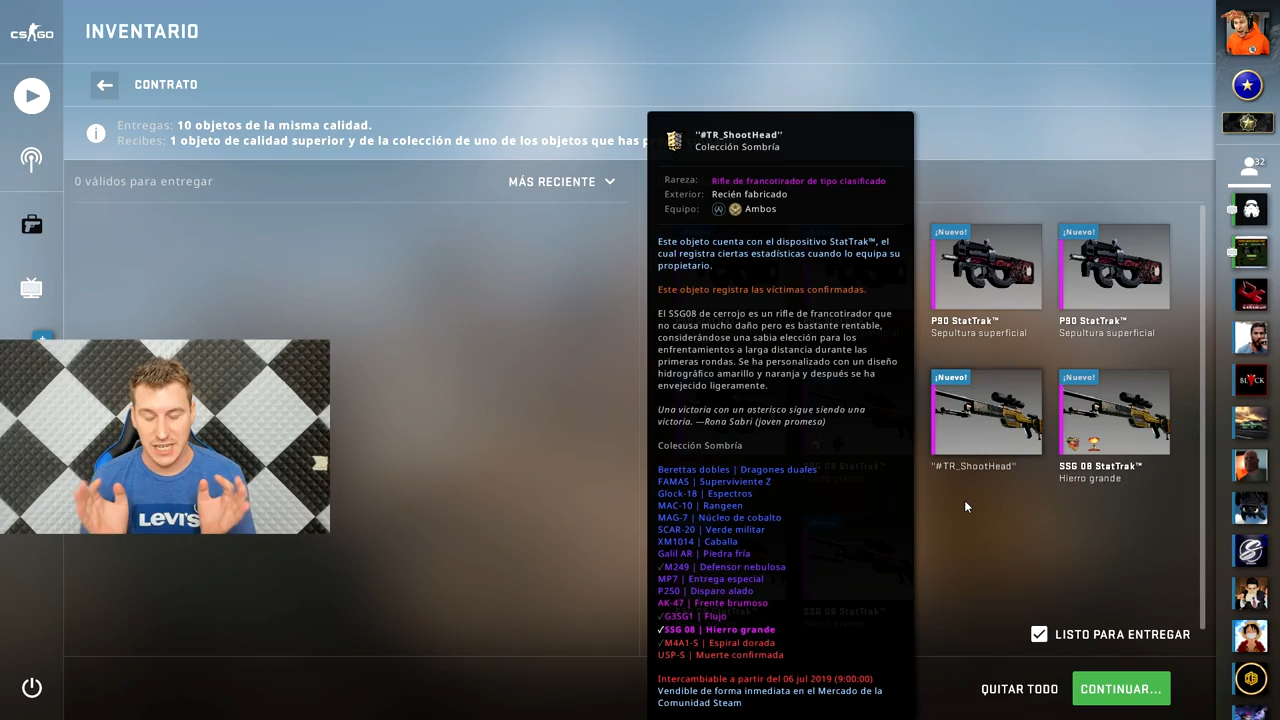 CS GO
INVENTARIO
CONTRATO
Entregas: 10 objetos de la misma calidad.
Recibes: 1 objeto de calidad superior y de la colección de uno de los objetos que has
0 válidos para entregar
MÁS RECIENTE
"#TR_ShootHead"
Colección Sombría
Rareza: Rifle de francotirador de tipo clasificado
Exterior: Recién fabricado
Equipo: Ambos
Este objeto cuenta con el dispositivo StatTrak™, el
cual registra ciertas estadísticas cuando lo equipa su
propietario.
Este objeto registra las víctimas confirmadas.
El SSG08 de cerrojo es un rifle de francotirador que
no causa mucho daño pero es bastante rentable,
considerándose una sabia elección para los
enfrentamientos a larga distancia durante las
primeras rondas. Se ha personalizado con un diseño
hidrográfico amarillo y naranja y después se ha
envejecido ligeramente.
Una victoria con un asterisco sigue siendo una
victoria. —Rona Sabri (joven promesa)
Colección Sombría
Berettas dobles | Dragones duales
FAMAS | Superviviente Z
Glock-18 | Espectros
MAC-10 | Rangeen
MAG-7 | Núcleo de cobalto
SCAR-20 | Verde militar
XM1014 | Caballa
Galil AR | Piedra fría
✓M249 | Defensor nebulosa
MP7 | Entrega especial
P250 | Disparo alado
AK-47 | Frente brumoso
✓G3SG1 | Flujo
✓SSG 08 | Hierro grande
✓M4A1-S | Espiral dorada
USP-S | Muerte confirmada
Intercambiable a partir del 06 jul 2019 (9:00:00)
Vendible de forma inmediata en el Mercado de la
Comunidad Steam
¡Nuevo!
¡Nuevo!
P90 StatTrak™
Sepultura superficial
P90 StatTrak™
Sepultura superficial
¡Nuevo!
¡Nuevo!
"#TR_ShootHead"
SSG 08 StatTrak™
Hierro grande
SSG 08 StatTrak™
Hierro grande
LISTO PARA ENTREGAR
QUITAR TODO
CONTINUAR...
32
BLACK
LEVI'S